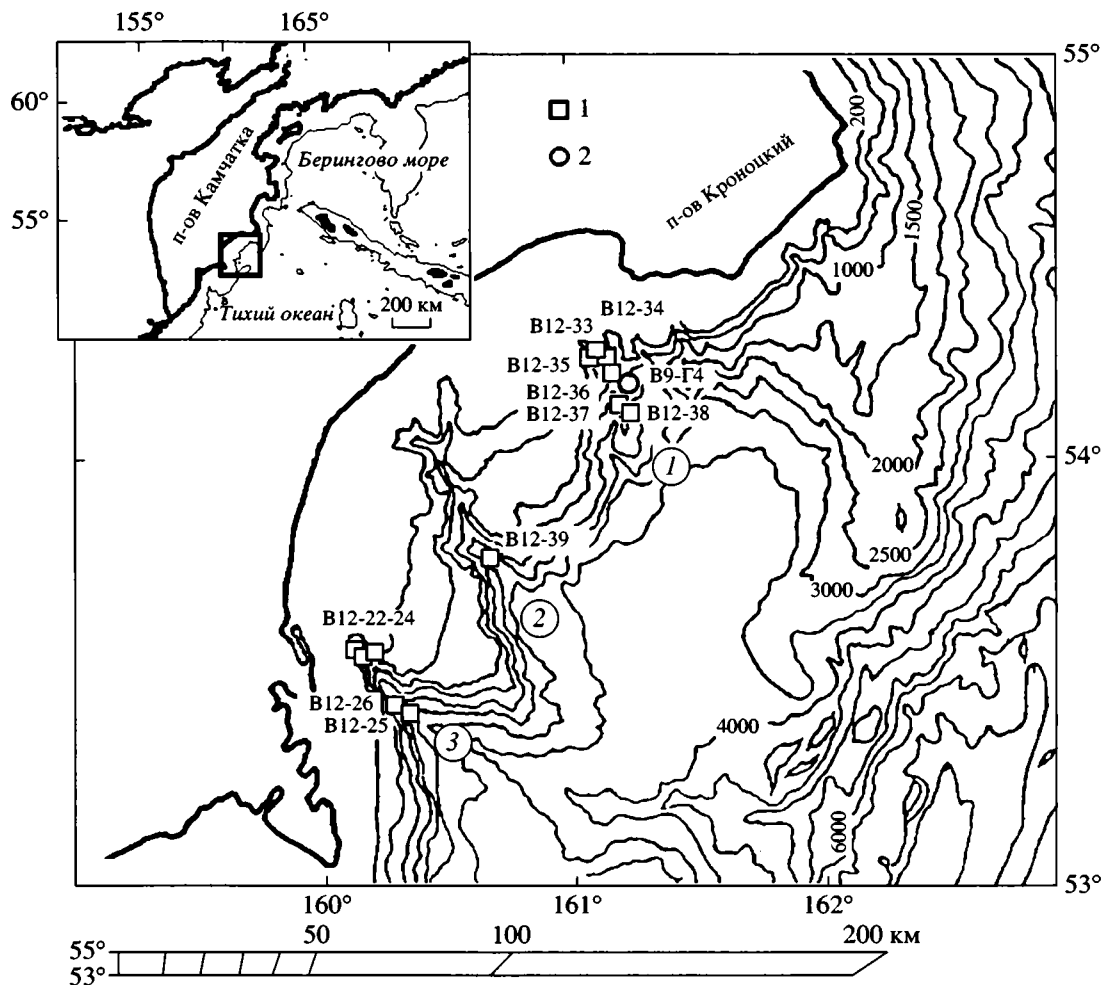 155° 165°
55°
60°
55°
п-ов Камчатка
Берингово море
Тихий океан
200 км
1
2
п-ов Кроноцкий
200
1500
1000
В12-34
В12-33
В12-35
В9-Г4
В12-36
В12-37
В12-38
54°
1
2000
2500
3000
В12-39
2
В12-22-24
В12-26
В12-25
3
4000
6000
53°
160° 161° 162°
50 100 200 км
55°
53°